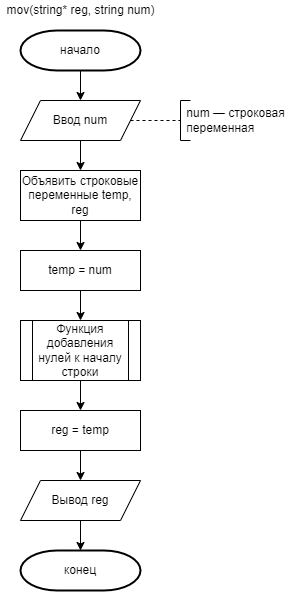 mov(string* reg, string num)
начало
Ввод num
num — строковая
переменная
Объявить строковые
переменные temp,
reg
temp = num
Функция
добавления
нулей к началу
строки
reg = temp
Вывод reg
конец